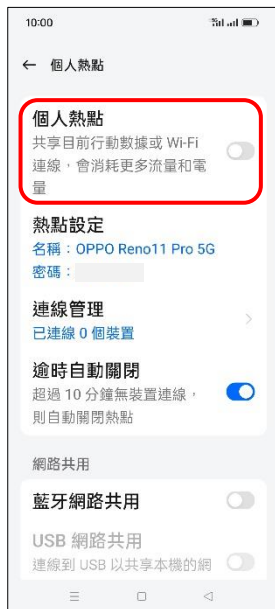 10:00
← 個人熱點
個人熱點
共享目前行動數據或 Wi-Fi
連線，會消耗更多流量和電
量
熱點設定
名稱：OPPO Reno11 Pro 5G
密碼：
連線管理
已連線 0 個裝置
逾時自動關閉
超過 10 分鐘無裝置連線，
則自動關閉熱點
網路共用
藍牙網路共用
USB 網路共用
連線到 USB 以共享本機的網